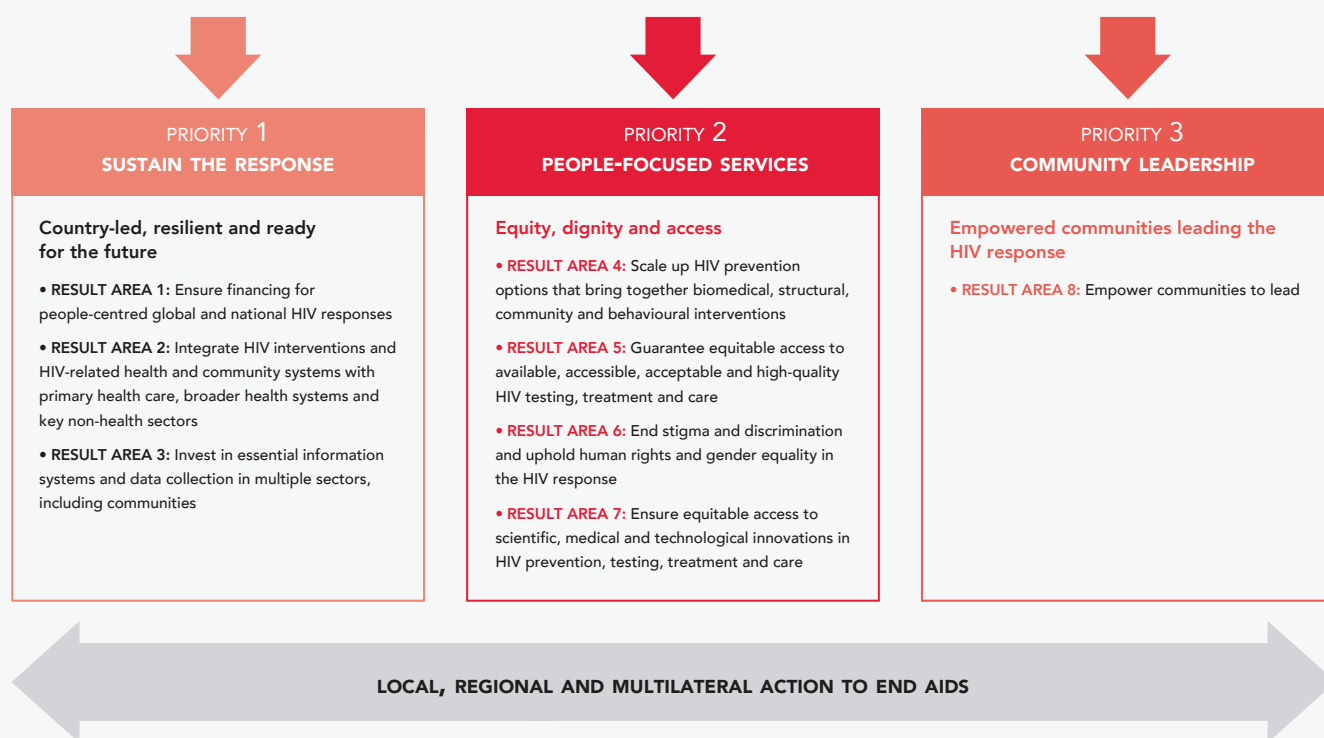 PRIORITY 1
SUSTAIN THE RESPONSE
Country-led, resilient and ready
for the future
• RESULT AREA 1: Ensure financing for
people-centred global and national HIV responses
• RESULT AREA 2: Integrate HIV interventions and
HIV-related health and community systems with
primary health care, broader health systems and
key non-health sectors
• RESULT AREA 3: Invest in essential information
systems and data collection in multiple sectors,
including communities
PRIORITY 2
PEOPLE-FOCUSED SERVICES
Equity, dignity and access
• RESULT AREA 4: Scale up HIV prevention
options that bring together biomedical, structural,
community and behavioural interventions
• RESULT AREA 5: Guarantee equitable access to
available, accessible, acceptable and high-quality
HIV testing, treatment and care
• RESULT AREA 6: End stigma and discrimination
and uphold human rights and gender equality in
the HIV response
• RESULT AREA 7: Ensure equitable access to
scientific, medical and technological innovations in
HIV prevention, testing, treatment and care
PRIORITY 3
COMMUNITY LEADERSHIP
Empowered communities leading the
HIV response
• RESULT AREA 8: Empower communities to lead
LOCAL, REGIONAL AND MULTILATERAL ACTION TO END AIDS